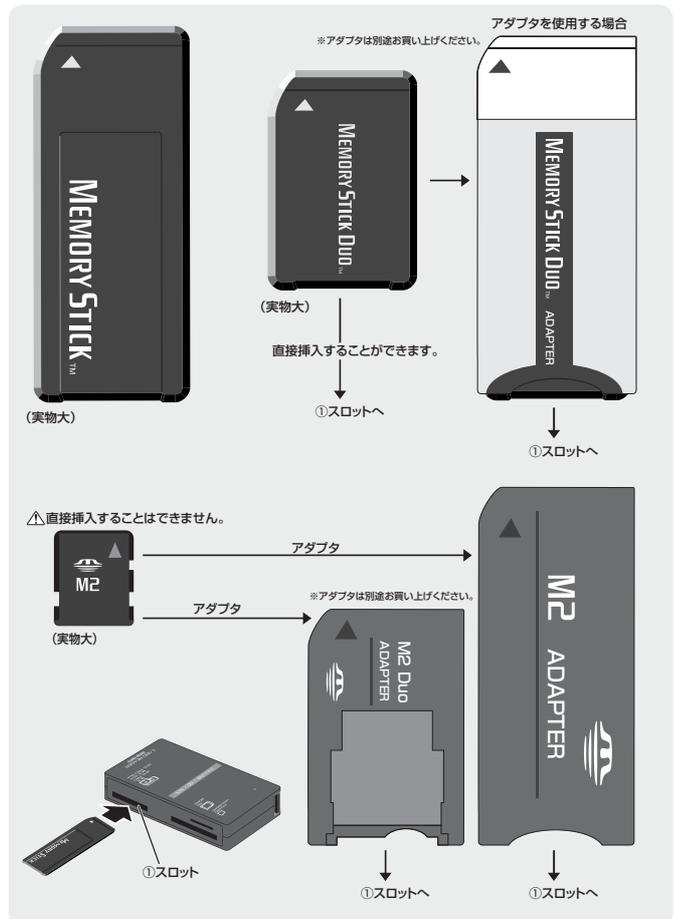 アダプタを使用する場合
※アダプタは別途お買い上げください。
MEMORY STICK™
MEMORY STICK DUO™
MEMORY STICK DUO™ ADAPTER
(実物大)
(実物大)
直接挿入することができます。
①スロットへ
①スロットへ
⚠直接挿入することはできません。
アダプタ
M2
(実物大)
アダプタ
※アダプタは別途お買い上げください。
M2 Duo
ADAPTER
M2 ADAPTER
MEMORY STICK
①スロット
①スロットへ
①スロットへ